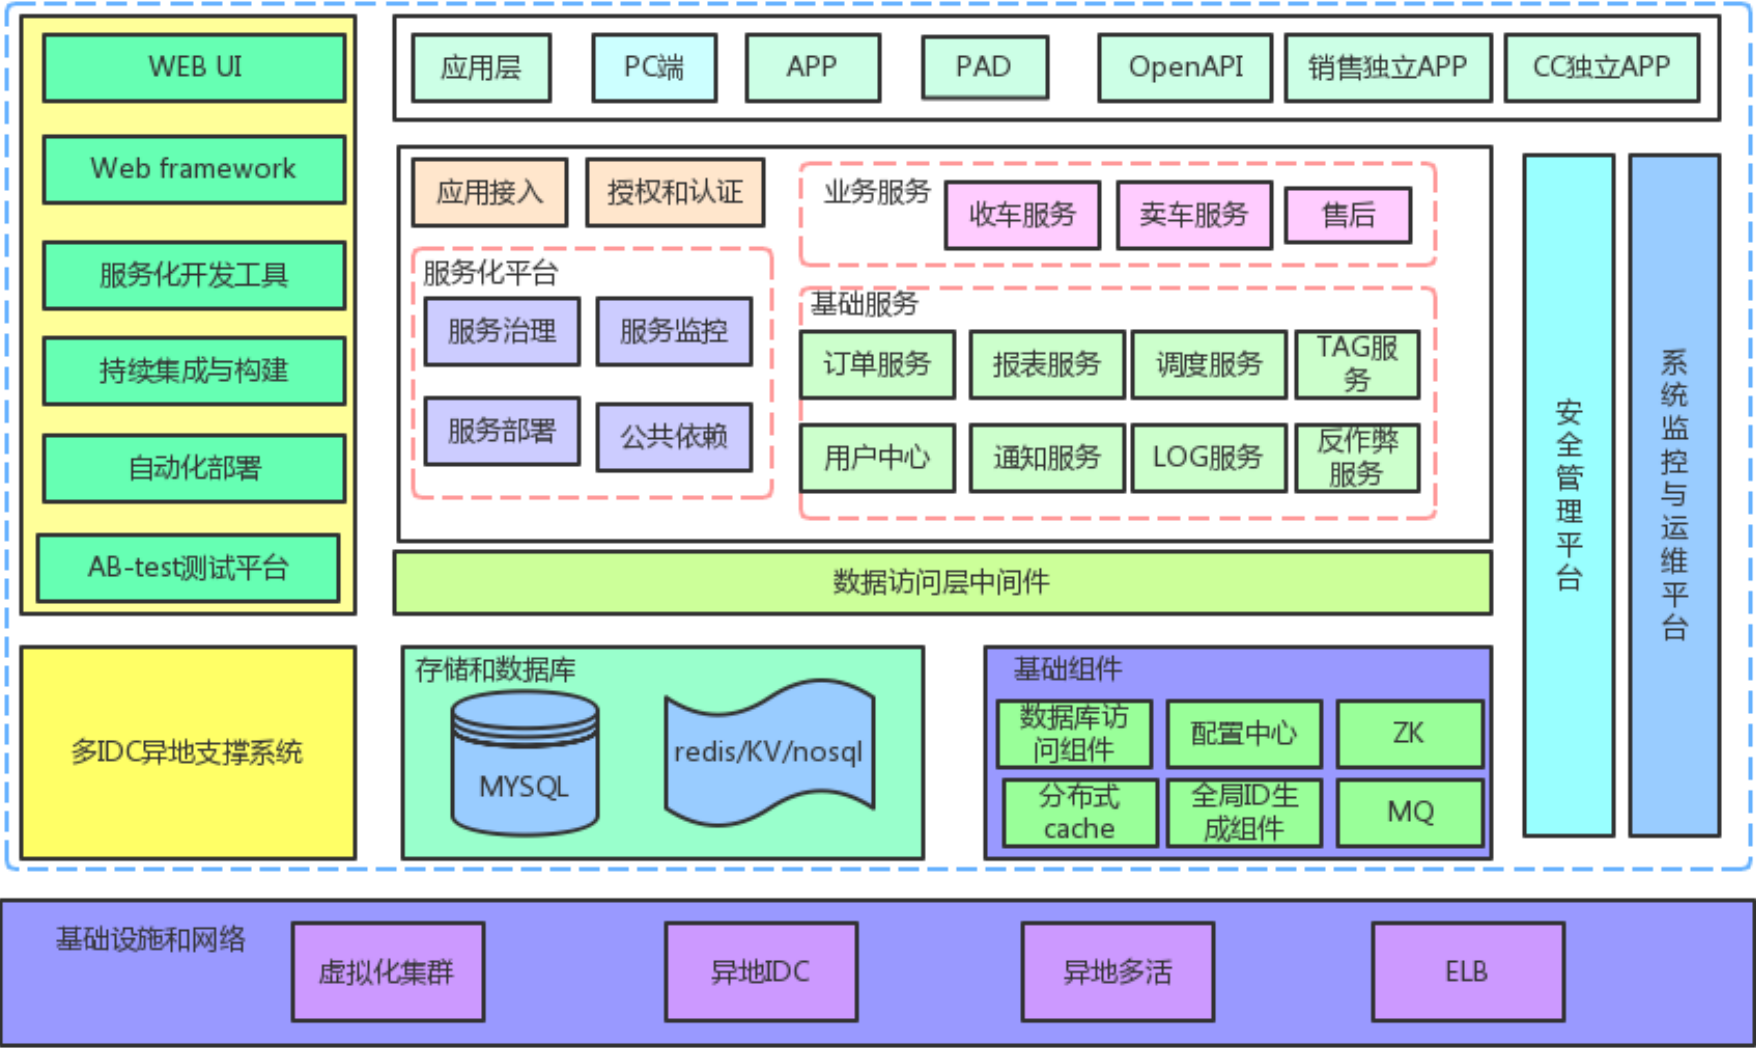 WEB UI
Web framework
服务化开发工具
持续集成与构建
自动化部署
AB-test测试平台
应用层
PC端
APP
PAD
OpenAPI
销售独立APP
CC独立APP
应用接入
授权和认证
服务化平台
服务治理
服务监控
服务部署
公共依赖
业务服务
收车服务
卖车服务
售后
基础服务
订单服务
报表服务
调度服务
TAG服
务
用户中心
通知服务
LOG服务
反作弊
服务
数据访问层中间件
安全管理平台
系统监控与运维平台
多IDC异地支撑系统
存储和数据库
MYSQL
redis/KV/nosql
基础组件
数据库访
问组件
配置中心
ZK
分布式
cache
全局ID生
成组件
MQ
基础设施和网络
虚拟化集群
异地IDC
异地多活
ELB